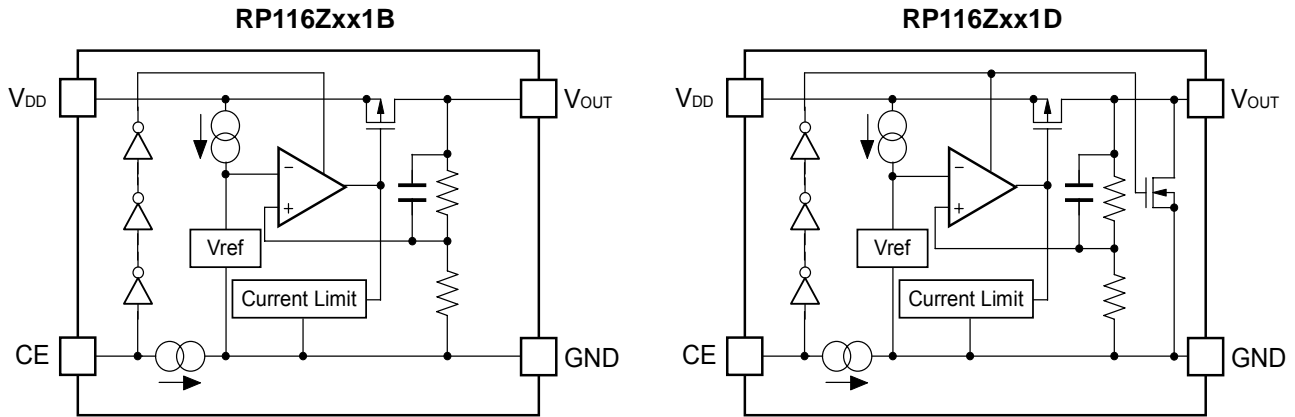 RP116Zxx1B
VDD
VOUT
−
+
Vref
Current Limit
CE
GND
RP116Zxx1D
VDD
VOUT
−
+
Vref
Current Limit
CE
GND